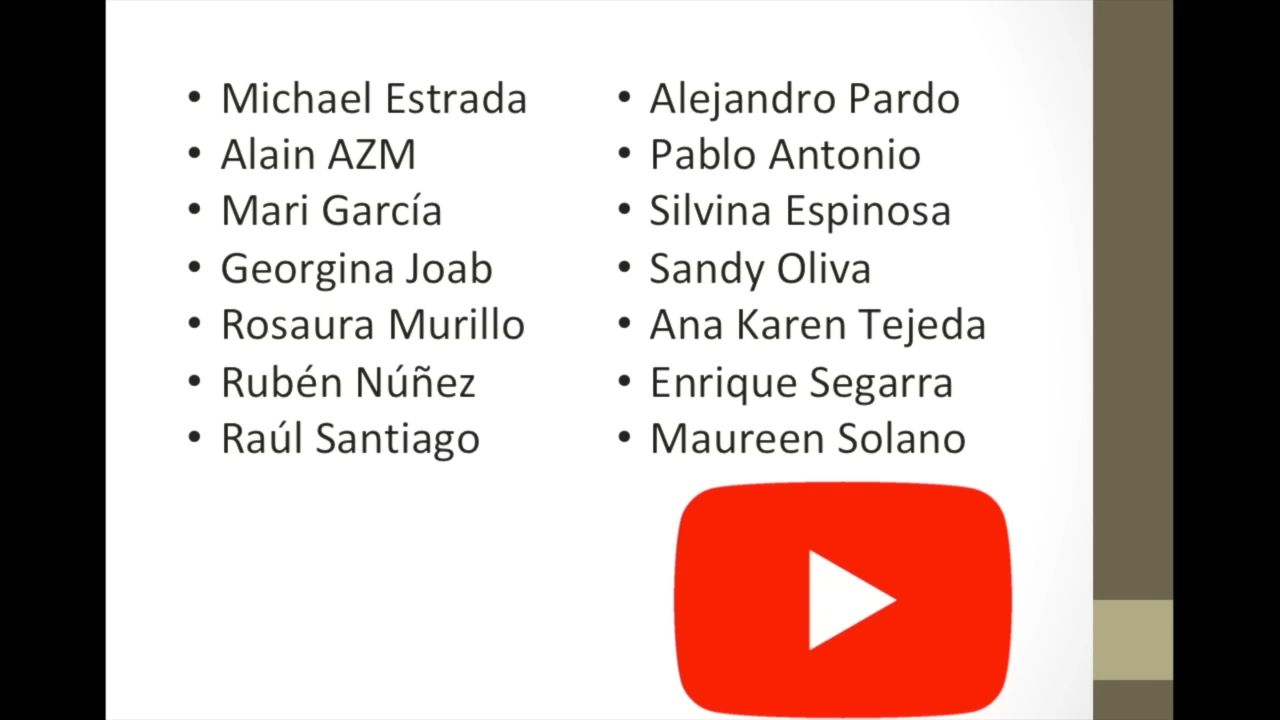 • Michael Estrada
• Alain AZM
• Mari García
• Georgina Joab
• Rosaura Murillo
• Rubén Núñez
• Raúl Santiago
• Alejandro Pardo
• Pablo Antonio
• Silvina Espinosa
• Sandy Oliva
• Ana Karen Tejeda
• Enrique Segarra
• Maureen Solano